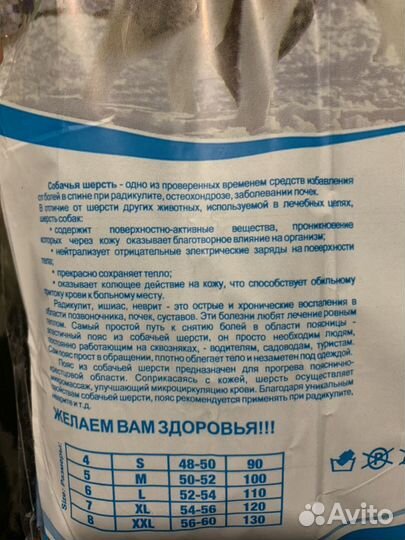 Собачья шерсть - одно из проверенных временем средств избавления
от болей в спине при радикулите, остеохондрозе, заболевании почек.
В отличие от шерсти других животных, используемой в лечебных целях,
шерсть собак:
•содержит поверхностно-активные вещества, проникновение
которых через кожу оказывает благотворное влияние на организм;
•нейтрализует отрицательные электрические заряды на поверхности
тела;
•прекрасно сохраняет тепло;
•оказывает колющее действие на кожу, что способствует обильному
притоку крови к больному месту.
Радикулит, ишиас, неврит - это острые и хронические воспаления в
области позвоночника, почек, суставов. Эти болезни любят лечение ровным
теплом. Самый простой путь к снятию болей в области поясницы -
эластичный пояс из собачьей шерсти, он просто необходим людям,
постоянно работающим на сквозняках, - водителям, садоводам, туристам.
Сам пояс прост в обращении, плотно облегает тело и незаметен под одеждой.
Пояс из собачьей шерсти предназначен для прогрева пояснично-
крестцовой области. Соприкасаясь с кожей, шерсть осуществляет
микромассаж, улучшающий микроциркуляцию крови. Благодаря уникальным
свойствам собачьей шерсти, пояс рекомендуется применять при радикулите,
неврите и т.д.
ЖЕЛАЕМ ВАМ ЗДОРОВЬЯ!!!
Size: Размеры:
4 S 48-50 90
5 M 50-52 100
6 L 52-54 110
7 XL 54-56 120
8 XXL 56-60 130
P
Avito